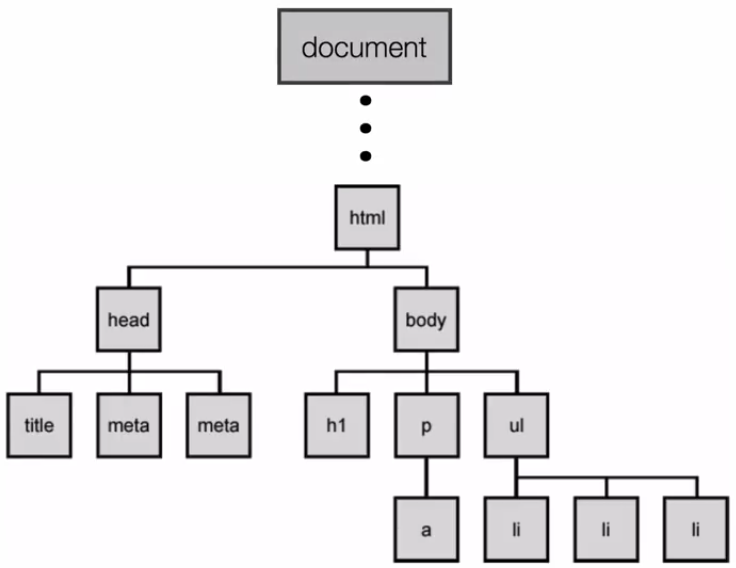 document
html
head body
title meta meta h1 p ul
a li li li